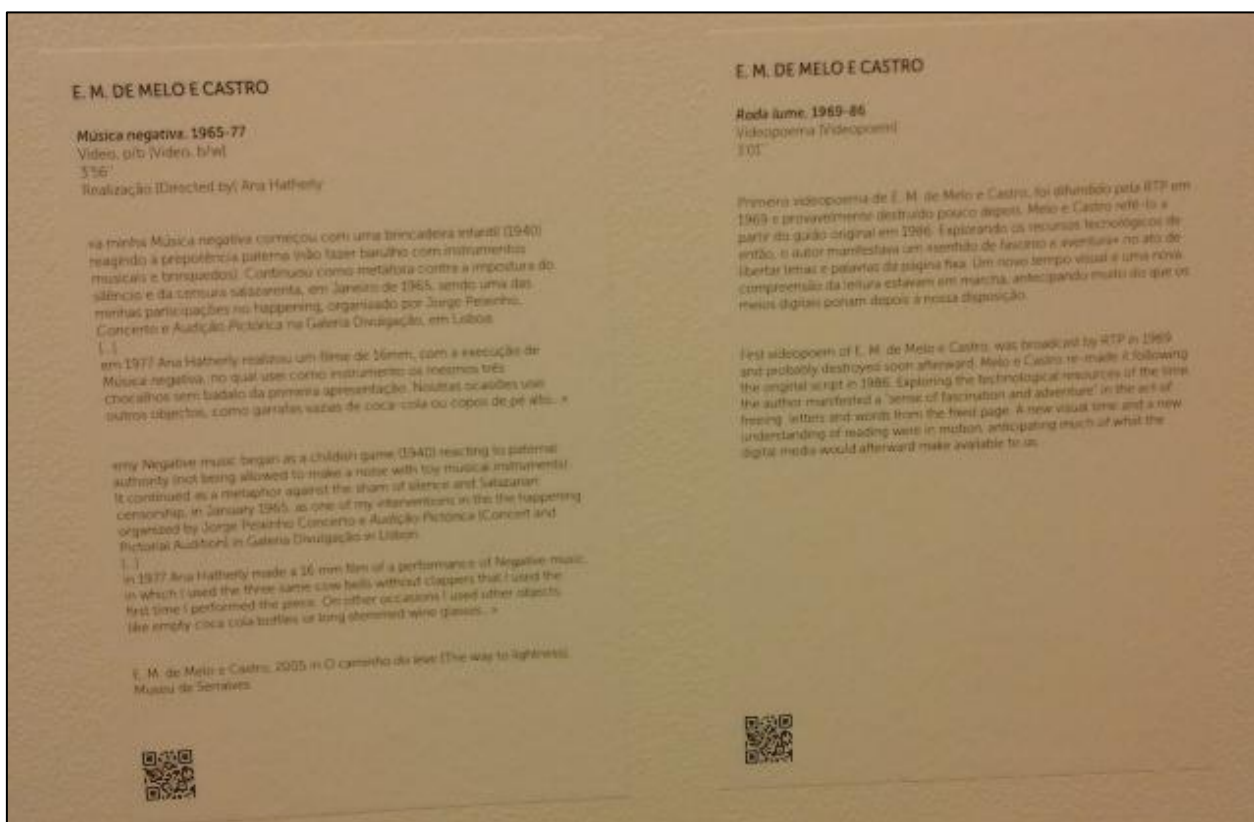 E. M. DE MELO E CASTRO
Música negativa, 1965-77
Vídeo, p/b [Video, b/w]
3'56''
Realização [Directed by] Ana Hatherly
«a minha Música negativa começou com uma brincadeira infantil (1940)
reagindo à prepotência paterna (não fazer barulho com instrumentos
musicais e brinquedos). Continuou como metáfora contra a impostura do
silêncio e da censura salazarenta, em Janeiro de 1965, sendo uma das
minhas participações no happening, organizado por Jorge Peixinho,
Concerto e Audição Pictórica na Galeria Divulgação, em Lisboa.
[...]
em 1977 Ana Hatherly realizou um filme de 16mm, com a execução de
Música negativa, no qual usei como instrumento os mesmos três
chocalhos sem badalo da primeira apresentação. Noutras ocasiões usei
outros objectos, como garrafas vazias de coca-cola ou copos de pé alto...»
«my Negative music began as a childish game (1940) reacting to paternal
authority (not being allowed to make a noise with toy musical instruments).
It continued as a metaphor against the sham of silence and Salazarian
censorship, in January 1965, as one of my interventions in the the happening
organized by Jorge Peixinho Concerto e Audição Pictórica [Concert and
Pictorial Audition] in Galeria Divulgação in Lisbon.
[...]
in 1977 Ana Hatherly made a 16 mm film of a performance of Negative music,
in which I used the three same cow bells without clappers that I used the
first time I performed the piece. On other occasions I used other objects,
like empty coca cola bottles or long stemmed wine glasses...»
E. M. de Melo e Castro, 2005 in O caminho do leve [The way to lightness],
Museu de Serralves.
E. M. DE MELO E CASTRO
Roda lume, 1969-86
Videopoema [Videopoem]
3'01''
Primeiro videopoema de E. M. de Melo e Castro, foi difundido pela RTP em
1969 e provavelmente destruído pouco depois. Melo e Castro refê-lo a
partir do guião original em 1986. Explorando os recursos tecnológicos de
então, o autor manifestava um «sentido de fascínio e aventura» no ato de
libertar letras e palavras da página fixa. Um novo tempo visual e uma nova
compreensão da leitura estavam em marcha, antecipando muito do que os
meios digitais poriam depois à nossa disposição.
First videopoem of E. M. de Melo e Castro, was broadcast by RTP in 1969
and probably destroyed soon afterward. Melo e Castro re-made it following
the original script in 1986. Exploring the technological resources of the time,
the author manifested a "sense of fascination and adventure" in the act of
freeing letters and words from the fixed page. A new visual time and a new
understanding of reading were in motion, anticipating much of what the
digital media would afterward make available to us.